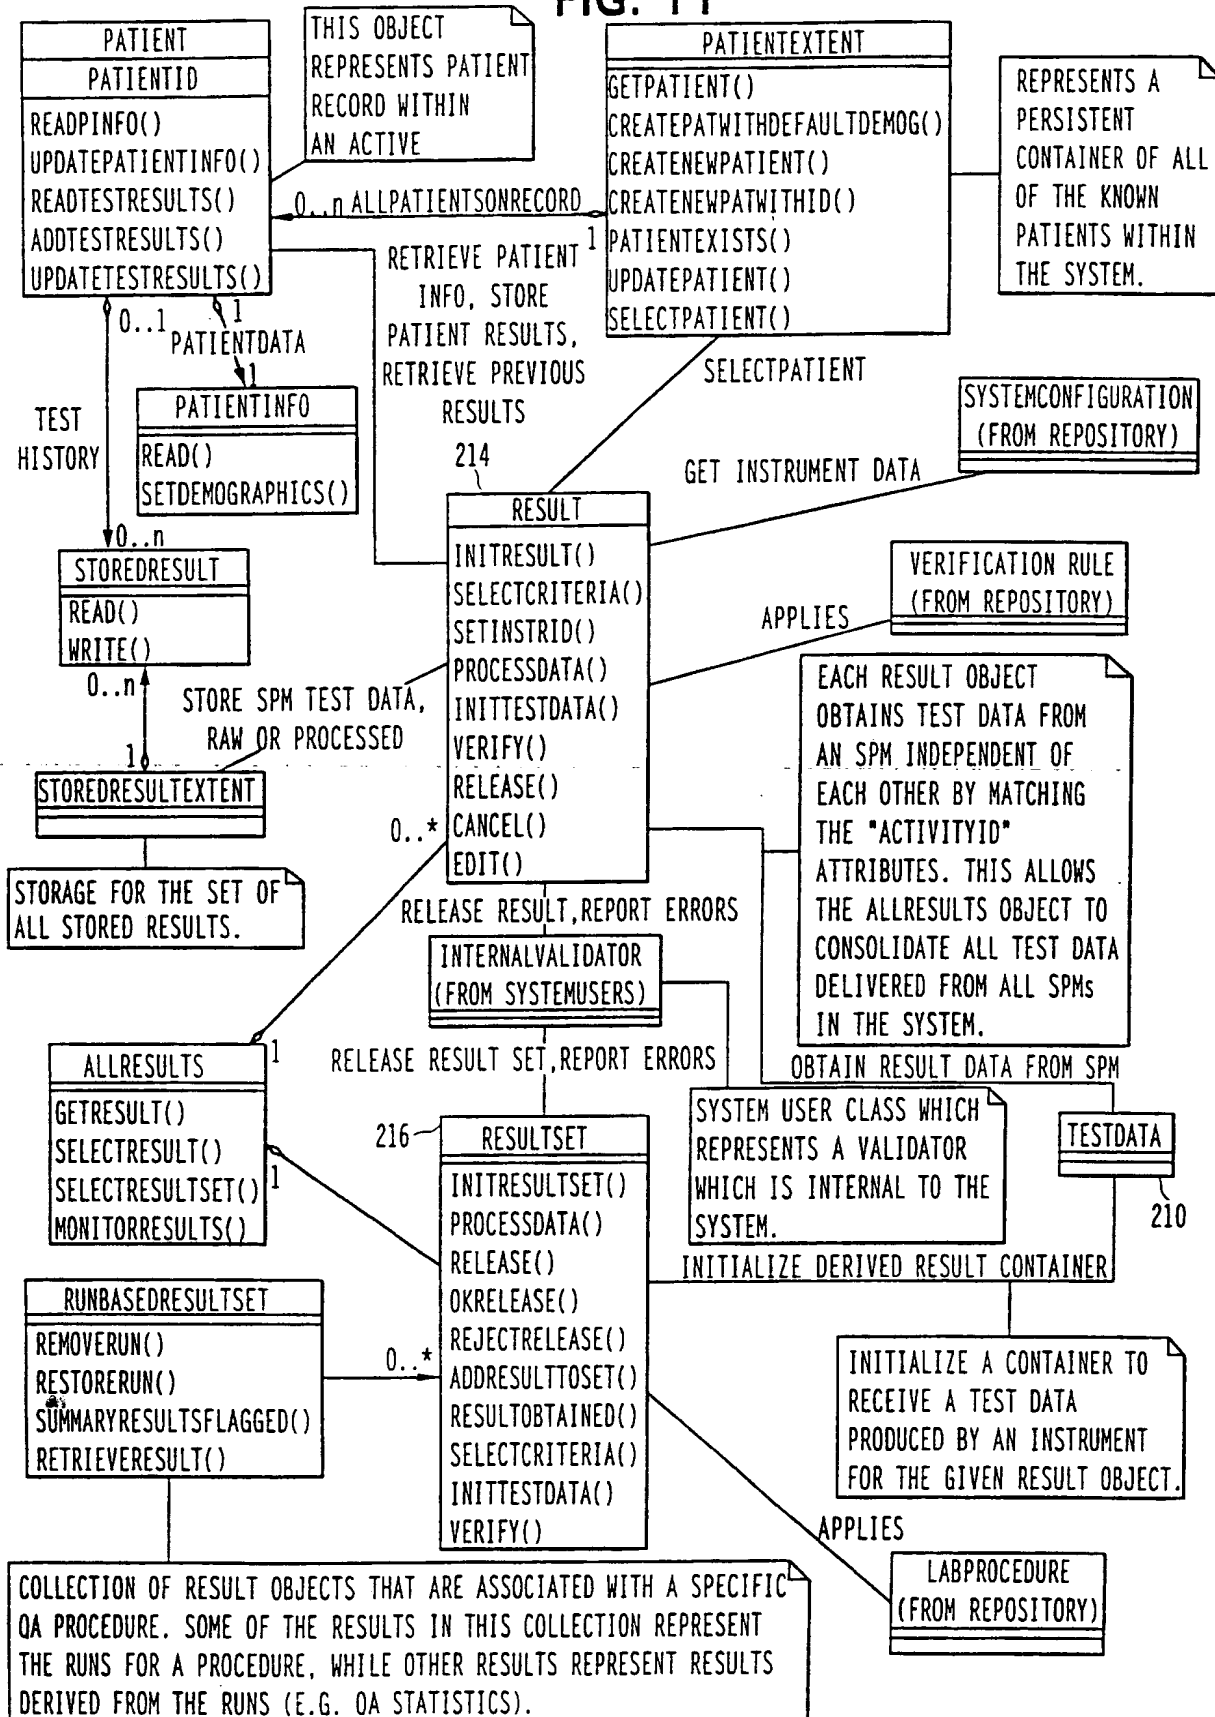 FIG. 11
PATIENT
PATIENTID
READPINFO()
UPDATEPATIENTINFO()
READTESTRESULTS()
ADDTESTRESULTS()
UPDATETESTRESULTS()
THIS OBJECT
REPRESENTS PATIENT
RECORD WITHIN
AN ACTIVE
PATIENTEXTENT
GETPATIENT()
CREATEPATWITHDEFAULTDEMOG()
CREATENEWPATIENT()
CREATENEWPATWITHID()
PATIENTEXISTS()
UPDATEPATIENT()
SELECTPATIENT()
REPRESENTS A
PERSISTENT
CONTAINER OF ALL
OF THE KNOWN
PATIENTS WITHIN
THE SYSTEM.
0..n ALLPATIENTSONRECORD
1
RETRIEVE PATIENT
INFO, STORE
PATIENT RESULTS,
RETRIEVE PREVIOUS
RESULTS
0..1
1
PATIENTDATA
1
SELECTPATIENT
PATIENTINFO
READ()
SETDEMOGRAPHICS()
TEST
HISTORY
SYSTEMCONFIGURATION
(FROM REPOSITORY)
GET INSTRUMENT DATA
214
RESULT
INITRESULT()
SELECTCRITERIA()
SETINSTRID()
PROCESSDATA()
INITTESTDATA()
VERIFY()
RELEASE()
CANCEL()
EDIT()
0..n
STOREDRESULT
READ()
WRITE()
0..n
VERIFICATION RULE
(FROM REPOSITORY)
APPLIES
STORE SPM TEST DATA,
RAW OR PROCESSED
1
STOREDRESULTEXTENT
STORAGE FOR THE SET OF
ALL STORED RESULTS.
EACH RESULT OBJECT
OBTAINS TEST DATA FROM
AN SPM INDEPENDENT OF
EACH OTHER BY MATCHING
THE "ACTIVITYID"
ATTRIBUTES. THIS ALLOWS
THE ALLRESULTS OBJECT TO
CONSOLIDATE ALL TEST DATA
DELIVERED FROM ALL SPMs
IN THE SYSTEM.
0..*
RELEASE RESULT,REPORT ERRORS
INTERNALVALIDATOR
(FROM SYSTEMUSERS)
RELEASE RESULT SET,REPORT ERRORS
OBTAIN RESULT DATA FROM SPM
1
ALLRESULTS
GETRESULT()
SELECTRESULT()
SELECTRESULTSET()
MONITORRESULTS()
1
SYSTEM USER CLASS WHICH
REPRESENTS A VALIDATOR
WHICH IS INTERNAL TO THE
SYSTEM.
TESTDATA
210
216
RESULTSET
INITRESULTSET()
PROCESSDATA()
RELEASE()
OKRELEASE()
REJECTRELEASE()
ADDRESULTTOSET()
RESULTOBTAINED()
SELECTCRITERIA()
INITTESTDATA()
VERIFY()
INITIALIZE DERIVED RESULT CONTAINER
RUNBASEDRESULTSET
REMOVERUN()
RESTORERUN()
SUMMARYRESULTSFLAGGED()
RETRIEVERESULT()
0..*
INITIALIZE A CONTAINER TO
RECEIVE A TEST DATA
PRODUCED BY AN INSTRUMENT
FOR THE GIVEN RESULT OBJECT.
APPLIES
LABPROCEDURE
(FROM REPOSITORY)
COLLECTION OF RESULT OBJECTS THAT ARE ASSOCIATED WITH A SPECIFIC
QA PROCEDURE. SOME OF THE RESULTS IN THIS COLLECTION REPRESENT
THE RUNS FOR A PROCEDURE, WHILE OTHER RESULTS REPRESENT RESULTS
DERIVED FROM THE RUNS (E.G. QA STATISTICS).